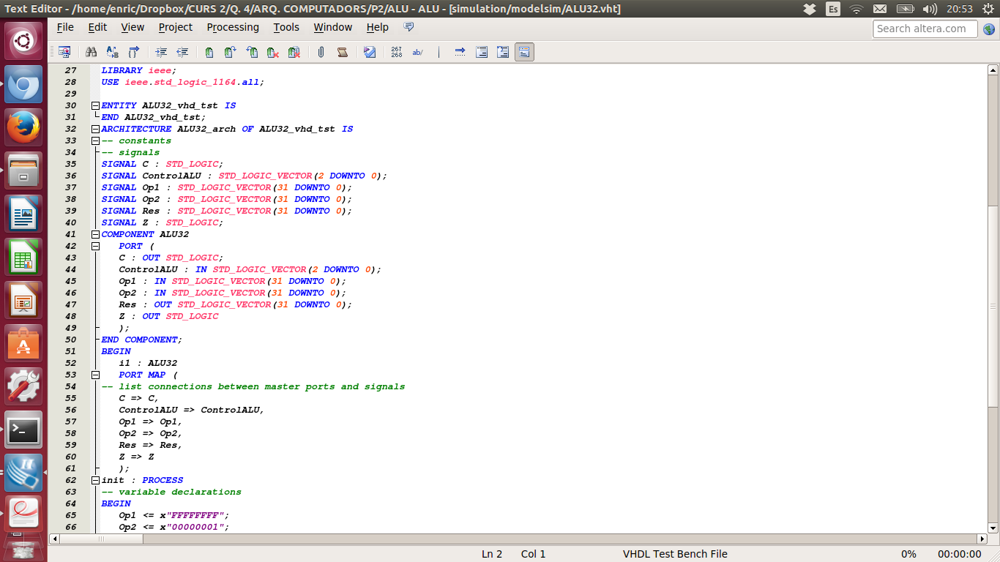 Text Editor - /home/enric/Dropbox/CURS 2/Q. 4/ARQ. COMPUTADORS/P2/ALU - ALU - [simulation/modelsim/ALU32.vht]
Es
20:53
File Edit View Project Processing Tools Window Help
Search altera.com
267
268
ab/
27 LIBRARY ieee;
28 USE ieee.std_logic_1164.all;
29
30 ENTITY ALU32_vhd_tst IS
31 END ALU32_vhd_tst;
32 ARCHITECTURE ALU32_arch OF ALU32_vhd_tst IS
33 -- constants
34 -- signals
35 SIGNAL C : STD_LOGIC;
36 SIGNAL ControlALU : STD_LOGIC_VECTOR(2 DOWNTO 0);
37 SIGNAL Op1 : STD_LOGIC_VECTOR(31 DOWNTO 0);
38 SIGNAL Op2 : STD_LOGIC_VECTOR(31 DOWNTO 0);
39 SIGNAL Res : STD_LOGIC_VECTOR(31 DOWNTO 0);
40 SIGNAL Z : STD_LOGIC;
41 COMPONENT ALU32
42 PORT (
43 C : OUT STD_LOGIC;
44 ControlALU : IN STD_LOGIC_VECTOR(2 DOWNTO 0);
45 Op1 : IN STD_LOGIC_VECTOR(31 DOWNTO 0);
46 Op2 : IN STD_LOGIC_VECTOR(31 DOWNTO 0);
47 Res : OUT STD_LOGIC_VECTOR(31 DOWNTO 0);
48 Z : OUT STD_LOGIC
49 );
50 END COMPONENT;
51 BEGIN
52 i1 : ALU32
53 PORT MAP (
54 -- list connections between master ports and signals
55 C => C,
56 ControlALU => ControlALU,
57 Op1 => Op1,
58 Op2 => Op2,
59 Res => Res,
60 Z => Z
61 );
62 init : PROCESS
63 -- variable declarations
64 BEGIN
65 Op1 <= x"FFFFFFFF";
66 Op2 <= x"00000001";
Ln 2 Col 1 VHDL Test Bench File 0% 00:00:00